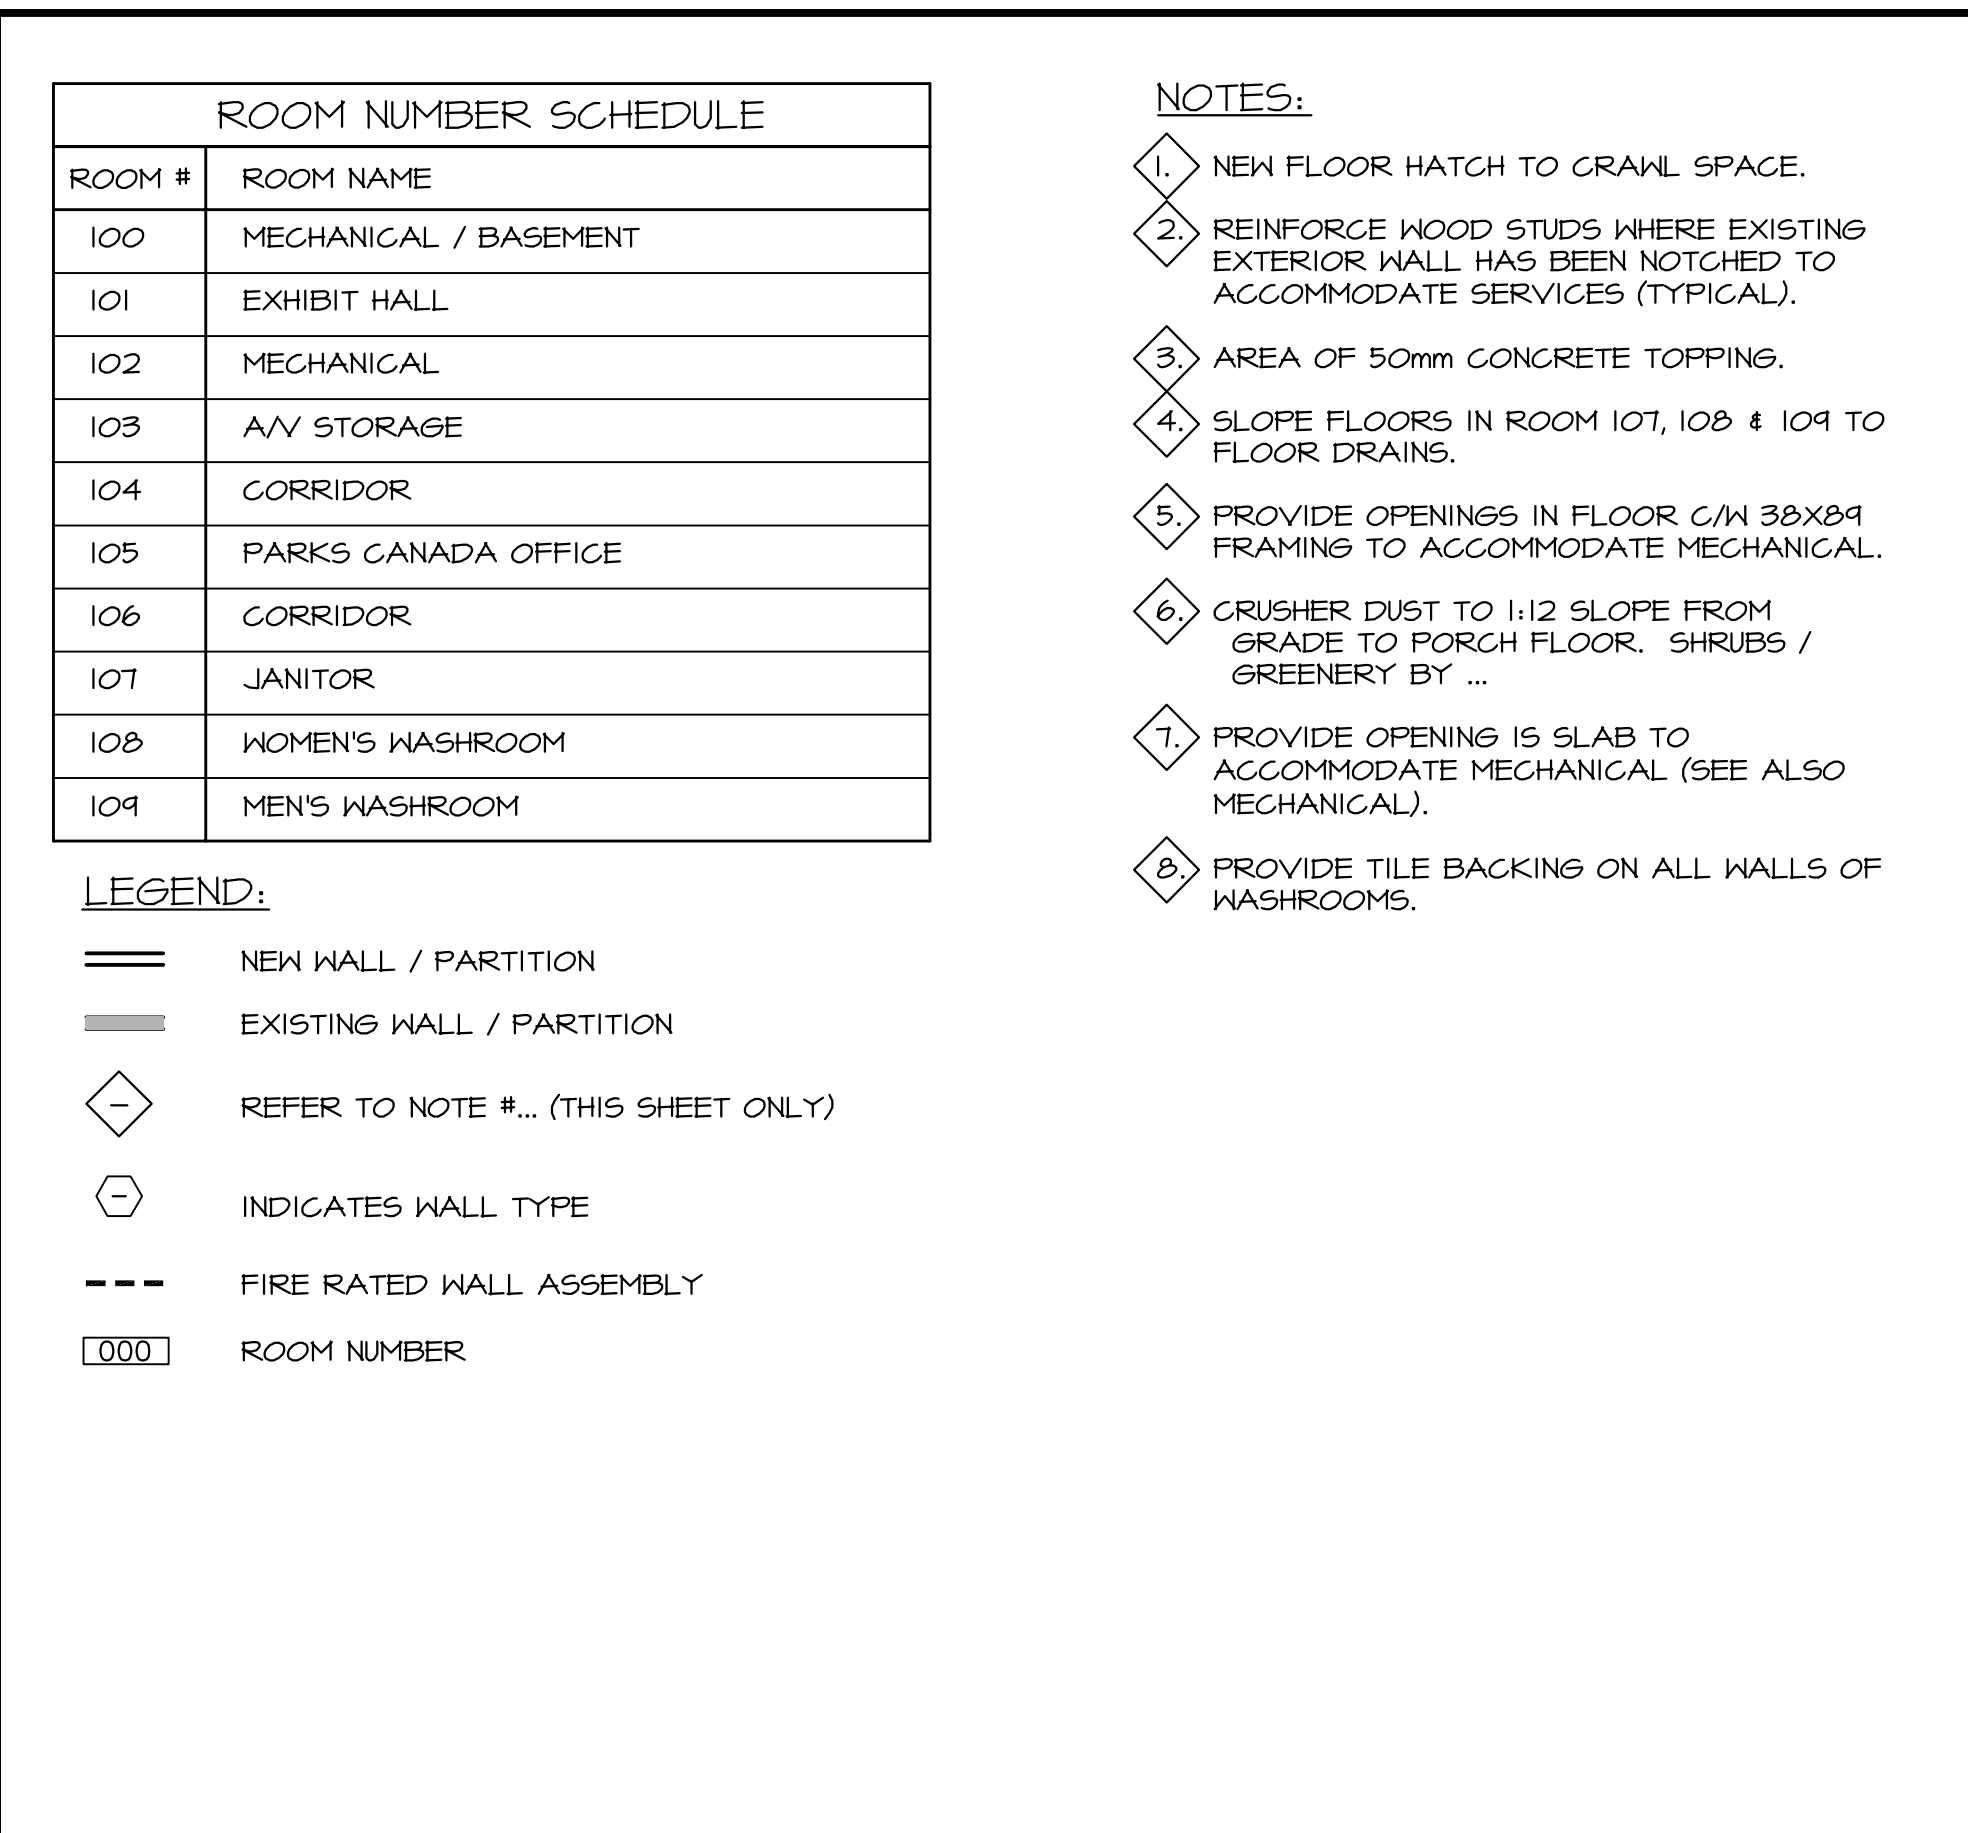 ROOM NUMBER SCHEDULE
ROOM # ROOM NAME
100 MECHANICAL / BASEMENT
101 EXHIBIT HALL
102 MECHANICAL
103 A/V STORAGE
104 CORRIDOR
105 PARKS CANADA OFFICE
106 CORRIDOR
107 JANITOR
108 WOMEN'S WASHROOM
109 MEN'S WASHROOM
LEGEND:
NEW WALL / PARTITION
EXISTING WALL / PARTITION
- REFER TO NOTE #... (THIS SHEET ONLY)
- INDICATES WALL TYPE
FIRE RATED WALL ASSEMBLY
000 ROOM NUMBER
NOTES:
1. NEW FLOOR HATCH TO CRAWL SPACE.
2. REINFORCE WOOD STUDS WHERE EXISTING
EXTERIOR WALL HAS BEEN NOTCHED TO
ACCOMMODATE SERVICES (TYPICAL).
3. AREA OF 50mm CONCRETE TOPPING.
4. SLOPE FLOORS IN ROOM 107, 108 & 109 TO
FLOOR DRAINS.
5. PROVIDE OPENINGS IN FLOOR C/W 38X89
FRAMING TO ACCOMMODATE MECHANICAL.
6. CRUSHER DUST TO 1:12 SLOPE FROM
GRADE TO PORCH FLOOR. SHRUBS /
GREENERY BY ...
7. PROVIDE OPENING IS SLAB TO
ACCOMMODATE MECHANICAL (SEE ALSO
MECHANICAL).
8. PROVIDE TILE BACKING ON ALL WALLS OF
WASHROOMS.